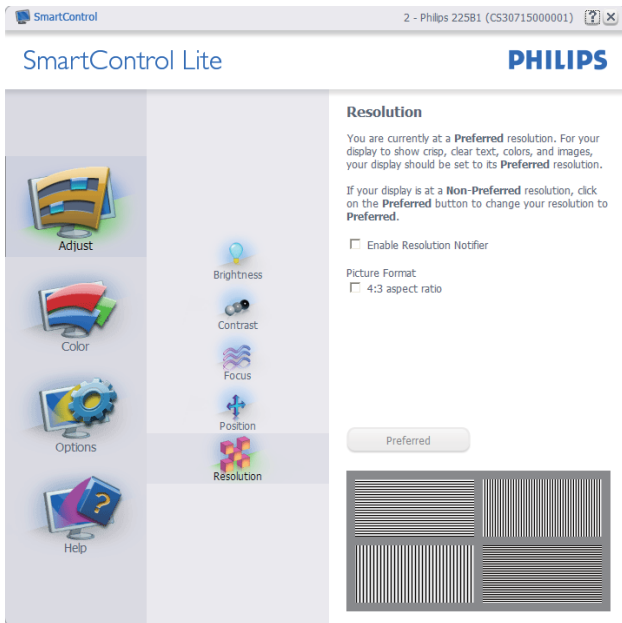 SmartControl
2 - Philips 225B1 (CS30715000001)
?
SmartControl Lite
PHILIPS
Adjust
Color
Options
?
Help
Brightness
Contrast
Focus
Position
Resolution
Resolution
You are currently at a Preferred resolution. For your
display to show crisp, clear text, colors, and images,
your display should be set to its Preferred resolution.
If your display is at a Non-Preferred resolution, click
on the Preferred button to change your resolution to
Preferred.
Enable Resolution Notifier
Picture Format
4:3 aspect ratio
Preferred